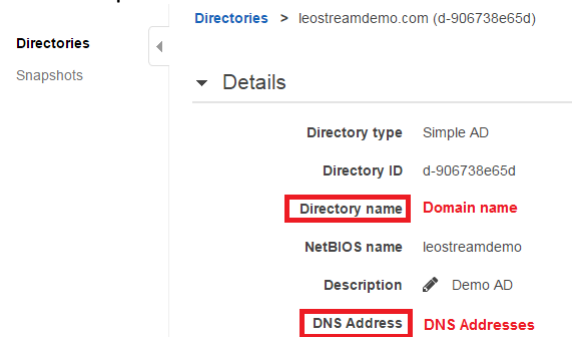 Directories > leostreamdemo.com (d-906738e65d)
Directories
Snapshots
Details
Directory type Simple AD
Directory ID d-906738e65d
Directory name Domain name
NetBIOS name leostreamdemo
Description Demo AD
DNS Address DNS Addresses